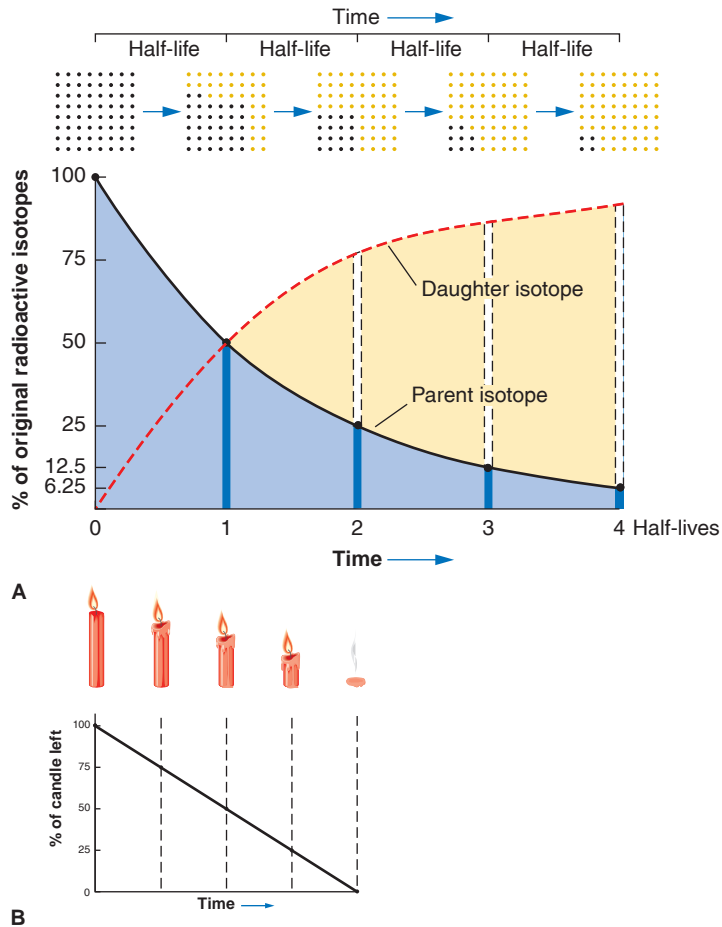 Time
Half-life Half-life Half-life Half-life
% of original radioactive isotopes
100
75
50
25
12.5
6.25
Daughter isotope
Parent isotope
0 1 2 3 4 Half-lives
Time
A
% of candle left
100
75
50
25
0
Time
B